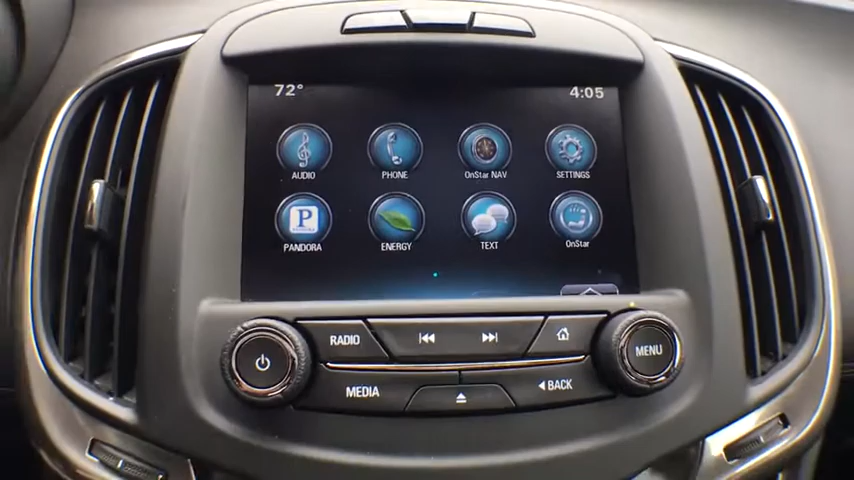 72° 4:05
AUDIO PHONE OnStar NAV SETTINGS
P
PANDORA ENERGY TEXT OnStar
RADIO
MENU
MEDIA BACK